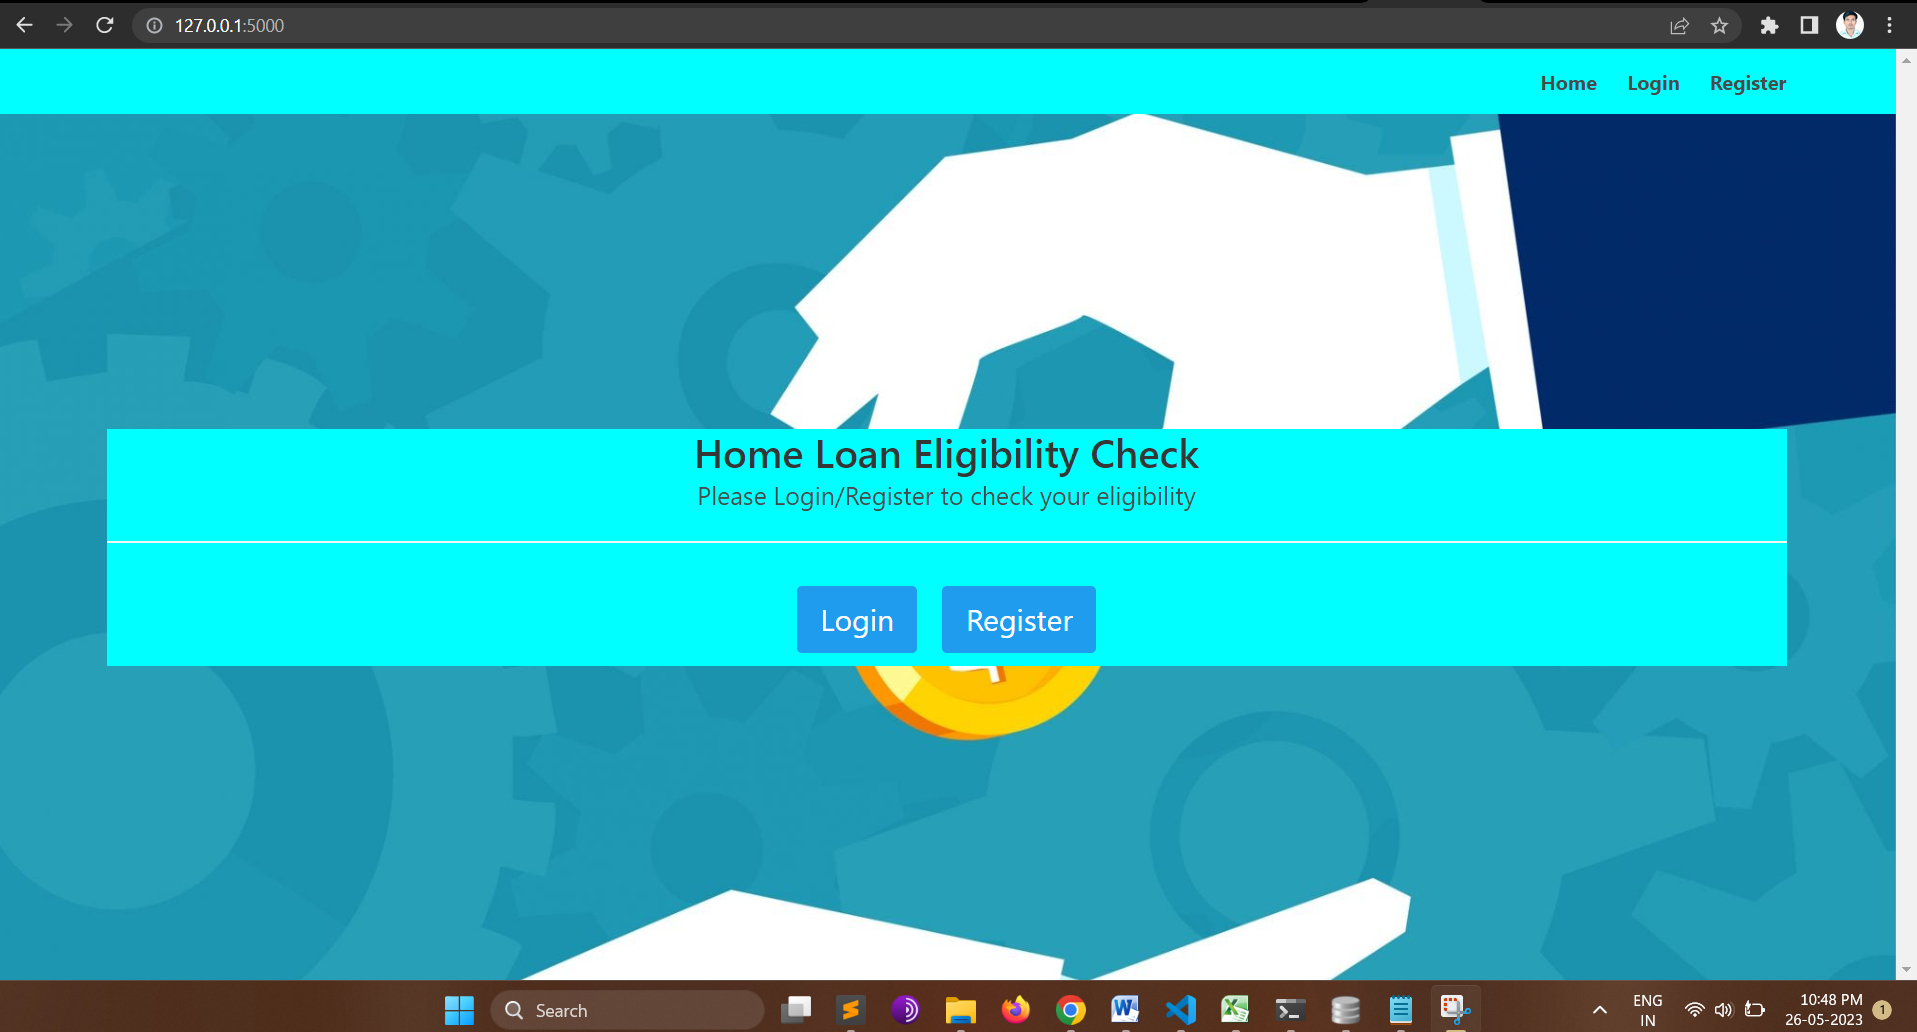 127.0.0.1:5000
Home Login Register
Home Loan Eligibility Check
Please Login/Register to check your eligibility
Login Register
Search
ENG
IN
10:48 PM
26-05-2023
1